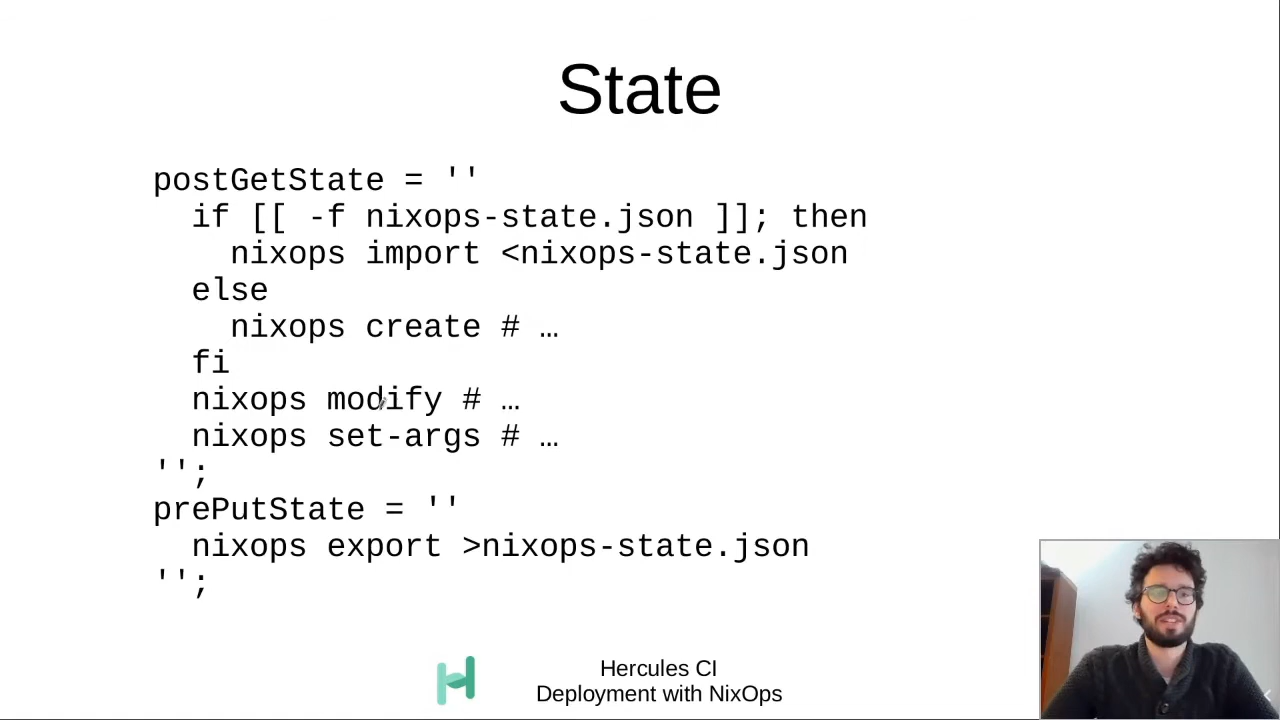 State
postGetState = ''
  if [[ -f nixops-state.json ]]; then
    nixops import <nixops-state.json
  else
    nixops create # …
  fi
  nixops modify # …
  nixops set-args # …
'';
prePutState = ''
  nixops export >nixops-state.json
'';
Hercules CI
Deployment with NixOps